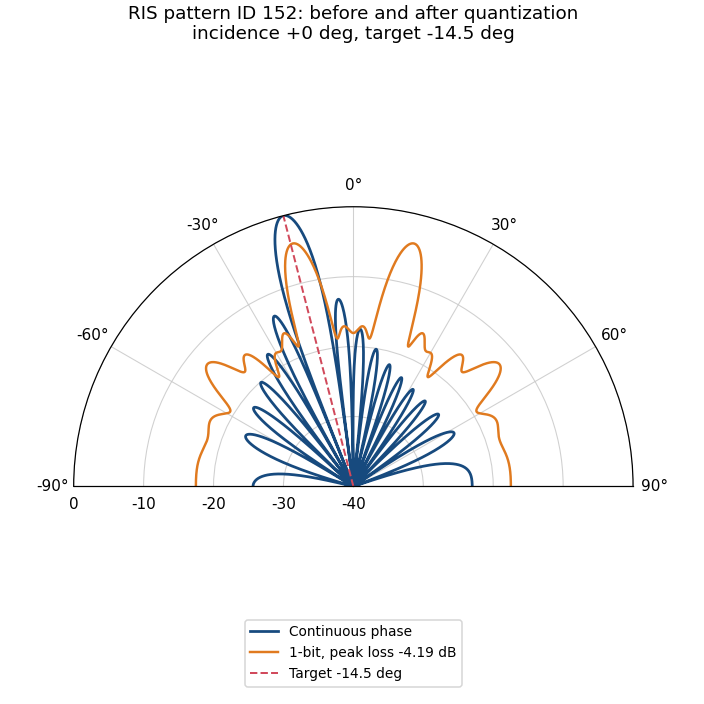 RIS pattern ID 152: before and after quantization
incidence +0 deg, target -14.5 deg
0°
-30°
30°
-60°
60°
-90°
90°
0
-10
-20
-30
-40
Continuous phase
1-bit, peak loss -4.19 dB
Target -14.5 deg